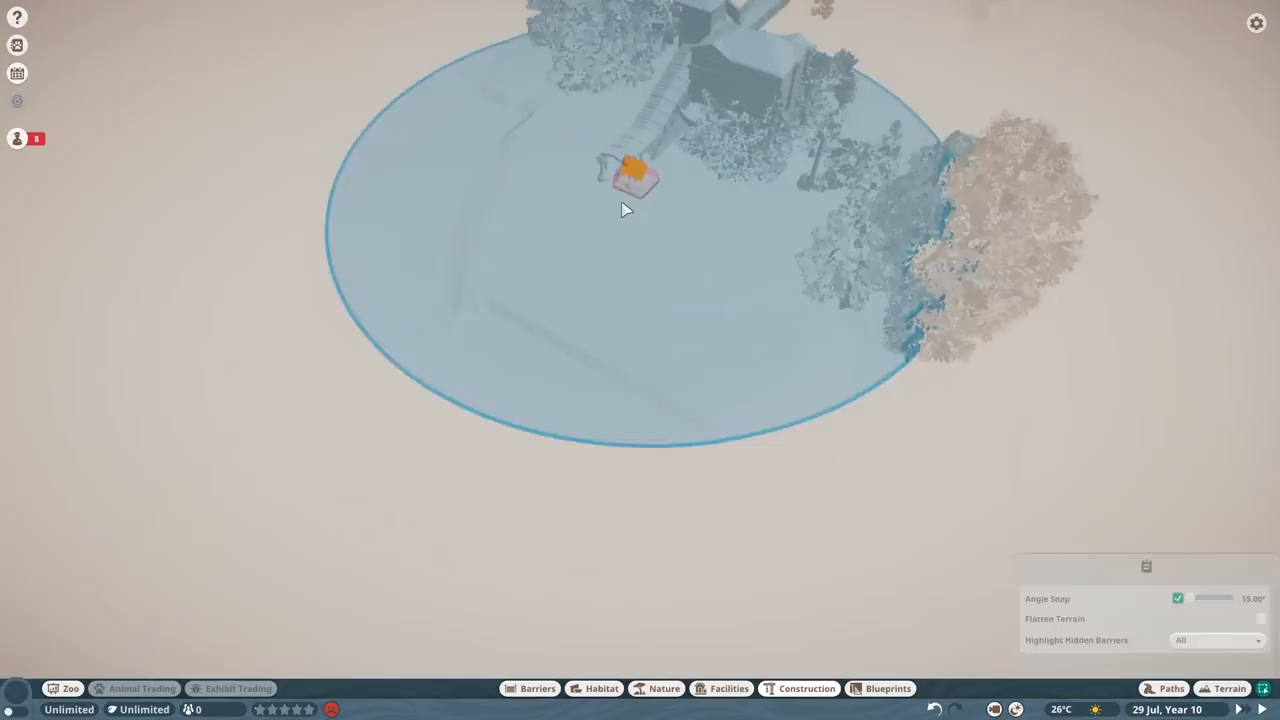 ?
8
Angle Snap 15.00°
Flatten Terrain
Highlight Hidden Barriers All
Zoo Animal Trading Exhibit Trading Barriers Habitat Nature Facilities Construction Blueprints Paths Terrain
Unlimited Unlimited 0 26°C 29 Jul, Year 10